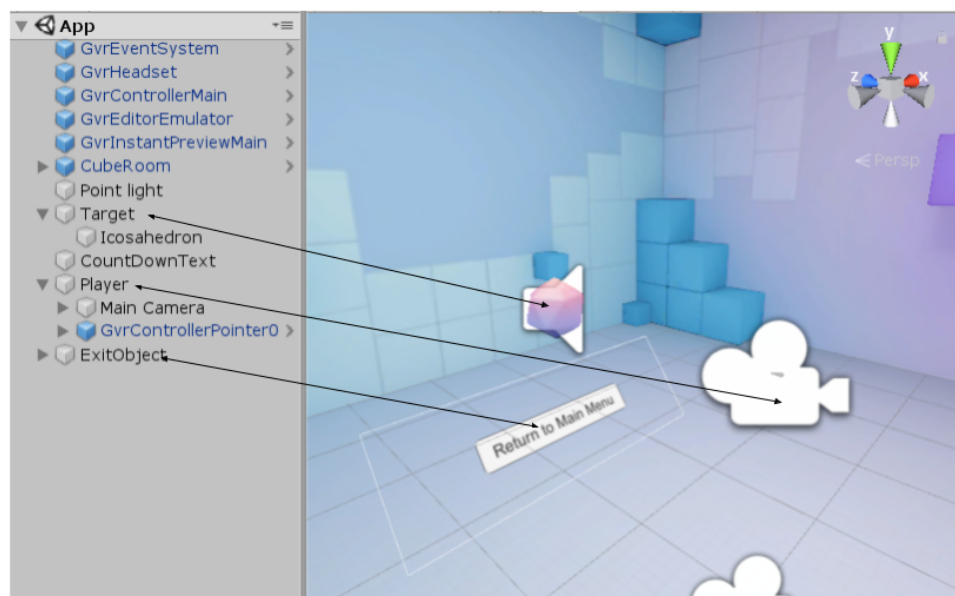 App
GvrEventSystem
GvrHeadset
GvrControllerMain
GvrEditorEmulator
GvrInstantPreviewMain
CubeRoom
Point light
Target
Icosahedron
CountDownText
Player
Main Camera
GvrControllerPointer0
ExitObject
y
z
x
Persp
Return to Main Menu